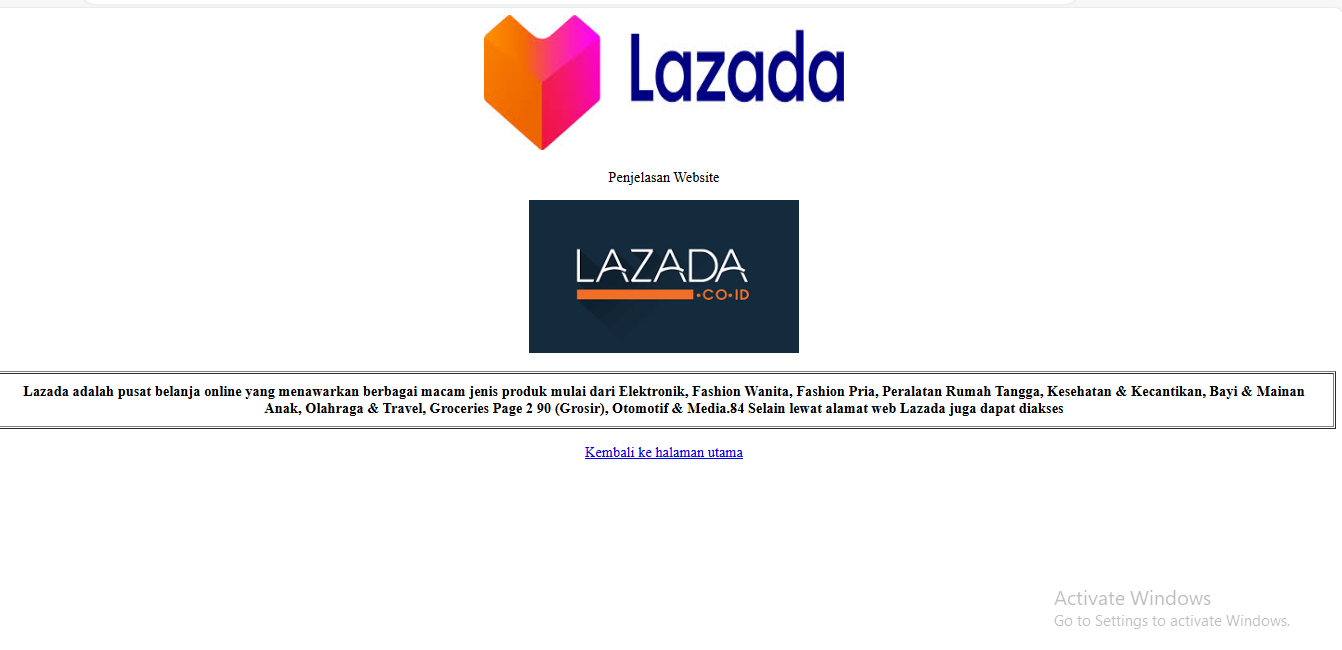 Lazada
Penjelasan Website
LAZADA
•CO•ID
Lazada adalah pusat belanja online yang menawarkan berbagai macam jenis produk mulai dari Elektronik, Fashion Wanita, Fashion Pria, Peralatan Rumah Tangga, Kesehatan & Kecantikan, Bayi & Mainan
Anak, Olahraga & Travel, Groceries Page 2 90 (Grosir), Otomotif & Media.84 Selain lewat alamat web Lazada juga dapat diakses
Kembali ke halaman utama
Activate Windows
Go to Settings to activate Windows.